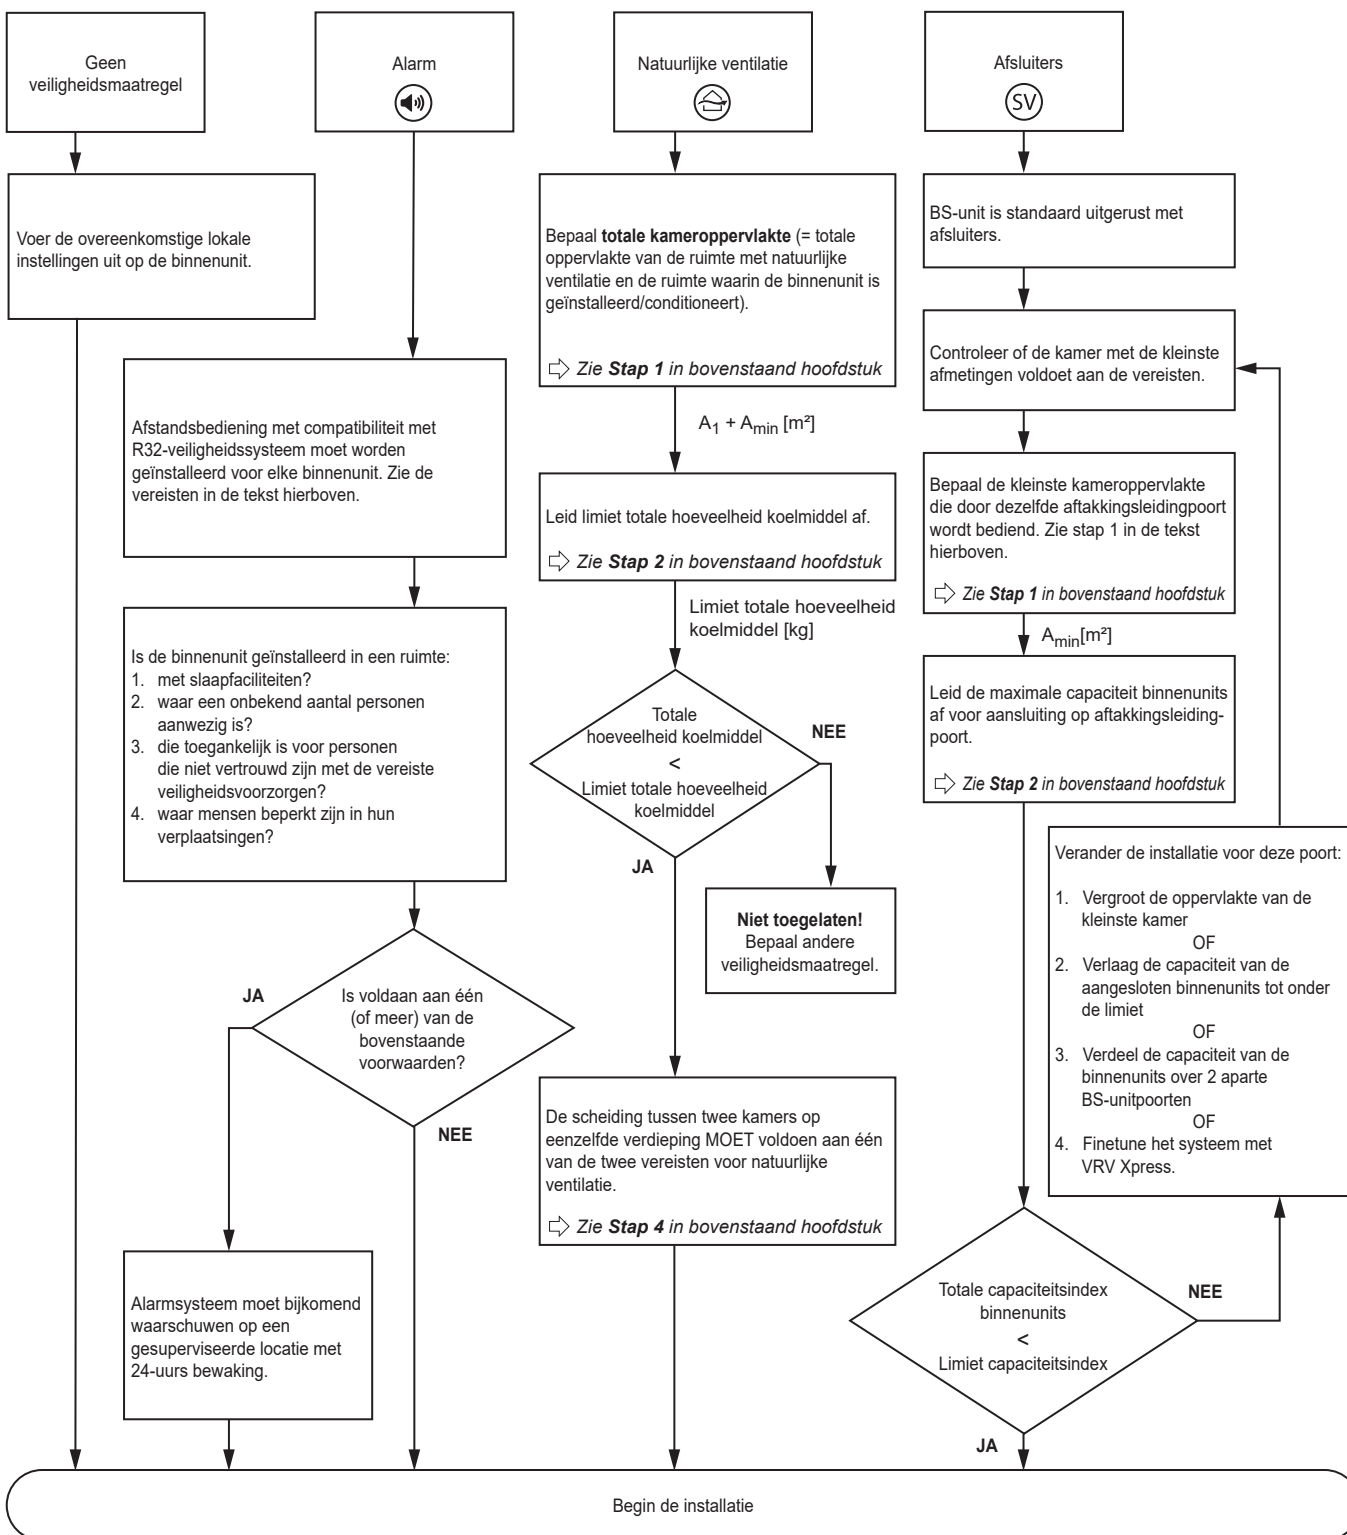 Geen
veiligheidsmaatregel
Voer de overeenkomstige lokale
instellingen uit op de binnenunit.
Alarm
Afstandsbediening met compatibiliteit met
R32-veiligheidssysteem moet worden
geïnstalleerd voor elke binnenunit. Zie de
vereisten in de tekst hierboven.
Is de binnenunit geïnstalleerd in een ruimte:
1. met slaapfaciliteiten?
2. waar een onbekend aantal personen
aanwezig is?
3. die toegankelijk is voor personen
die niet vertrouwd zijn met de vereiste
veiligheidsvoorzorgen?
4. waar mensen beperkt zijn in hun
verplaatsingen?
JA
Is voldaan aan één
(of meer) van de
bovenstaande
voorwaarden?
NEE
Alarmsysteem moet bijkomend
waarschuwen op een
gesuperviseerde locatie met
24-uurs bewaking.
Natuurlijke ventilatie
Bepaal totale kameroppervlakte (= totale
oppervlakte van de ruimte met natuurlijke
ventilatie en de ruimte waarin de binnenunit is
geïnstalleerd/conditioneert).
⇨ Zie Stap 1 in bovenstaand hoofdstuk
A1 + Amin [m²]
Leid limiet totale hoeveelheid koelmiddel af.
⇨ Zie Stap 2 in bovenstaand hoofdstuk
Limiet totale hoeveelheid
koelmiddel [kg]
Totale
hoeveelheid koelmiddel
<
Limiet totale hoeveelheid
koelmiddel
NEE
JA
Niet toegelaten!
Bepaal andere
veiligheidsmaatregel.
De scheiding tussen twee kamers op
eenzelfde verdieping MOET voldoen aan één
van de twee vereisten voor natuurlijke
ventilatie.
⇨ Zie Stap 4 in bovenstaand hoofdstuk
Afsluiters
SV
BS-unit is standaard uitgerust met
afsluiters.
Controleer of de kamer met de kleinste
afmetingen voldoet aan de vereisten.
Bepaal de kleinste kameroppervlakte
die door dezelfde aftakkingsleidingpoort
wordt bediend. Zie stap 1 in de tekst
hierboven.
⇨ Zie Stap 1 in bovenstaand hoofdstuk
Amin[m²]
Leid de maximale capaciteit binnenunits
af voor aansluiting op aftakkingsleiding-
poort.
⇨ Zie Stap 2 in bovenstaand hoofdstuk
Verander de installatie voor deze poort:
1. Vergroot de oppervlakte van de
kleinste kamer
OF
2. Verlaag de capaciteit van de
aangesloten binnenunits tot onder
de limiet
OF
3. Verdeel de capaciteit van de
binnenunits over 2 aparte
BS-unitpoorten
OF
4. Finetune het systeem met
VRV Xpress.
Totale capaciteitsindex
binnenunits
<
Limiet capaciteitsindex
NEE
JA
Begin de installatie